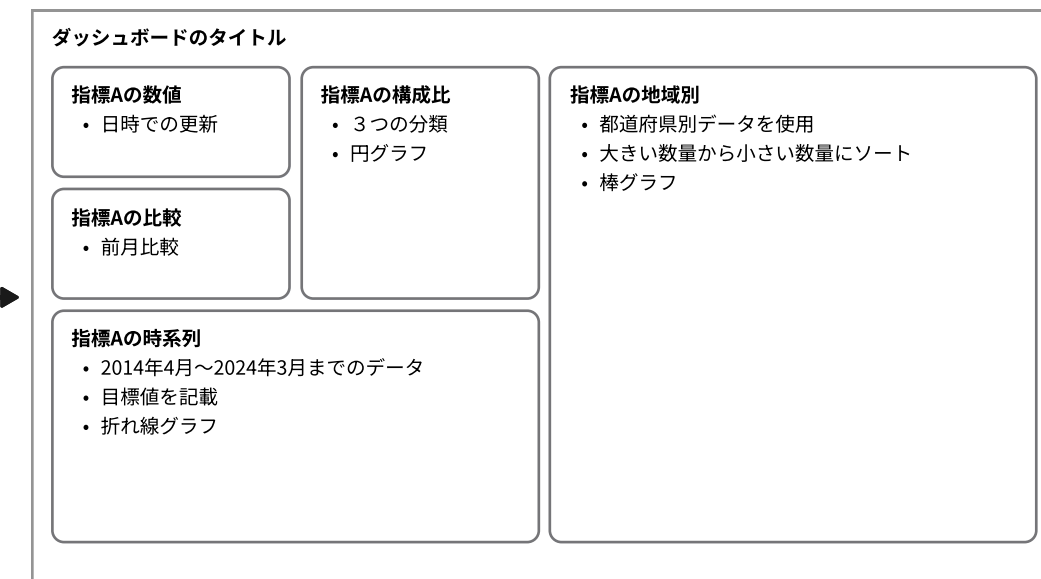 ダッシュボードのタイトル
指標Aの数値
• 日時での更新
指標Aの比較
• 前月比較
指標Aの構成比
• ３つの分類
• 円グラフ
指標Aの時系列
• 2014年4月〜2024年3月までのデータ
• 目標値を記載
• 折れ線グラフ
指標Aの地域別
• 都道府県別データを使用
• 大きい数量から小さい数量にソート
• 棒グラフ